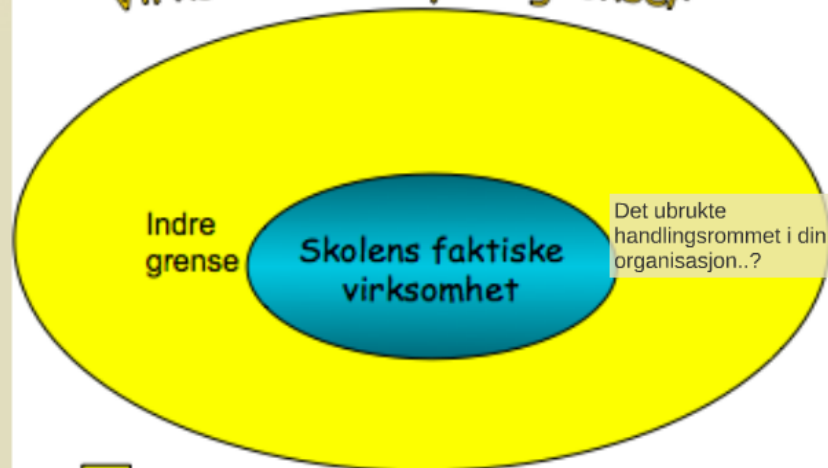 Indre
grense
Skolens faktiske
virksomhet
Det ubrukte
handlingsrommet i din
organisasjon..?